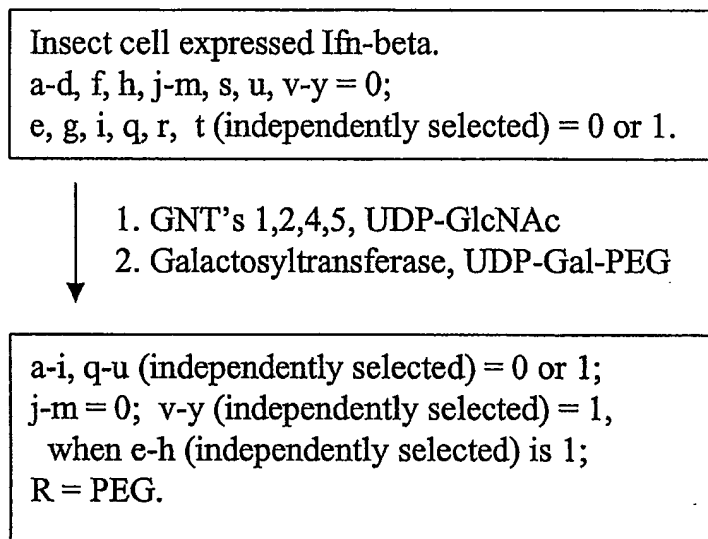 Insect cell expressed Ifn-beta.
a-d, f, h, j-m, s, u, v-y = 0;
e, g, i, q, r, t (independently selected) = 0 or 1.
1. GNT's 1,2,4,5, UDP-GlcNAc
2. Galactosyltransferase, UDP-Gal-PEG
a-i, q-u (independently selected) = 0 or 1;
j-m = 0; v-y (independently selected) = 1,
when e-h (independently selected) is 1;
R = PEG.